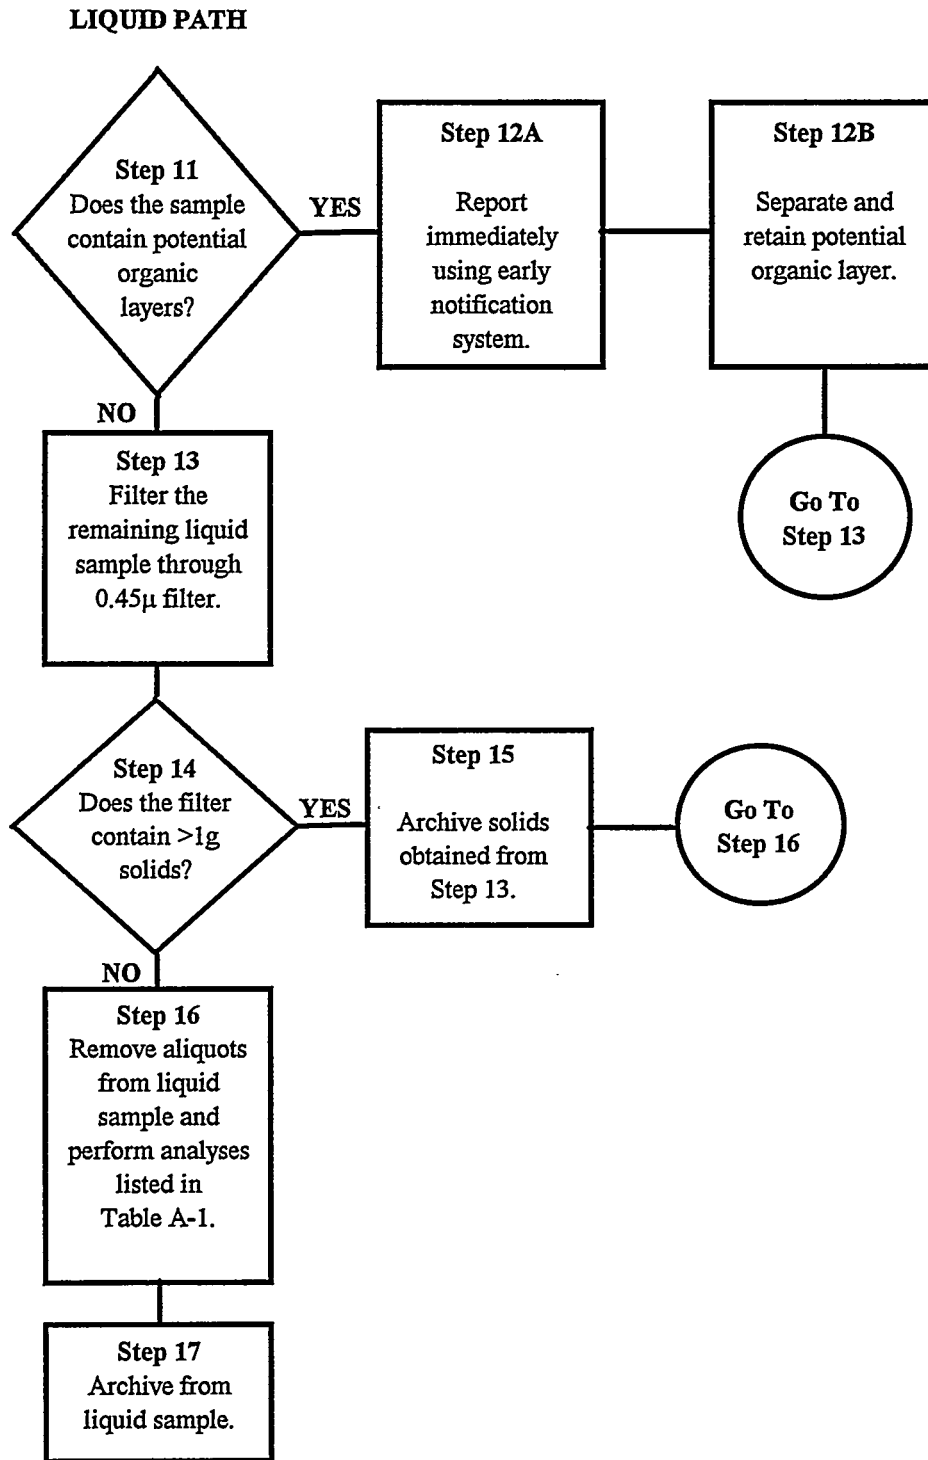 LIQUID PATH
Step 11
Does the sample
contain potential
organic
layers?
YES
Step 12A
Report
immediately
using early
notification
system.
Step 12B
Separate and
retain potential
organic layer.
Go To
Step 13
NO
Step 13
Filter the
remaining liquid
sample through
0.45μ filter.
Step 14
Does the filter
contain >1g
solids?
YES
Step 15
Archive solids
obtained from
Step 13.
Go To
Step 16
NO
Step 16
Remove aliquots
from liquid
sample and
perform analyses
listed in
Table A-1.
Step 17
Archive from
liquid sample.